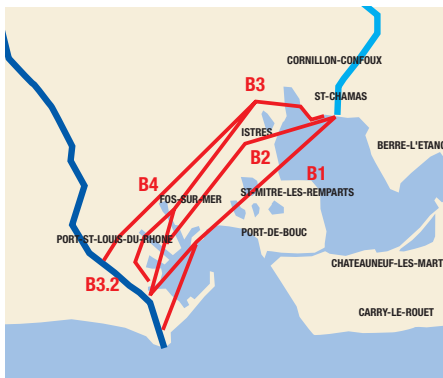 CORNILLON-CONFOUX
B3
ST-CHAMAS
ISTRES
BERRE-L'ETANG
B2
B1
B4
ST-MITRE-LES-REMPARTS
FOS-SUR-MER
PORT-DE-BOUC
PORT-ST-LOUIS-DU-RHONE
CHATEAUNEUF-LES-MART
B3.2
CARRY-LE-ROUET